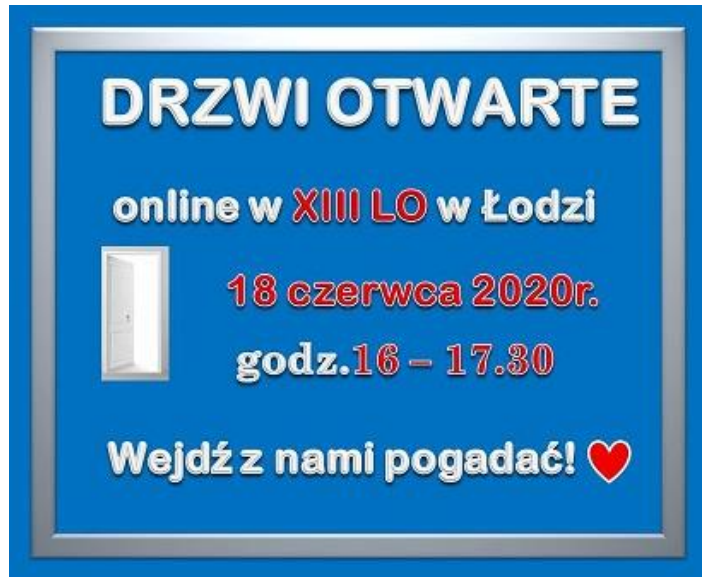 DRZWI OTWARTE
online w XIII LO w Łodzi
18 czerwca 2020r.
godz.16 – 17.30
Wejdź z nami pogadać!